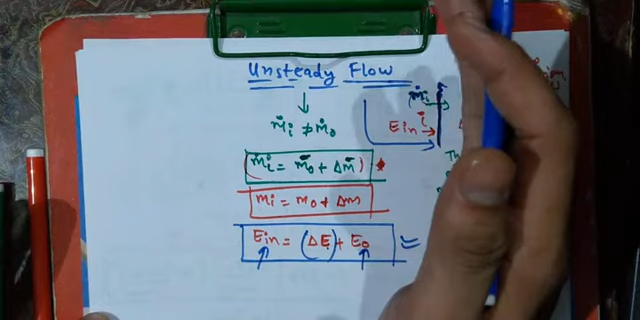 Unsteady Flow
↓
ṁi ≠ ṁo
ṁi
Ein → i
(ṁi = ṁo + Δṁ) *
mi = mo + Δm
Ein = (ΔE) + Eo =